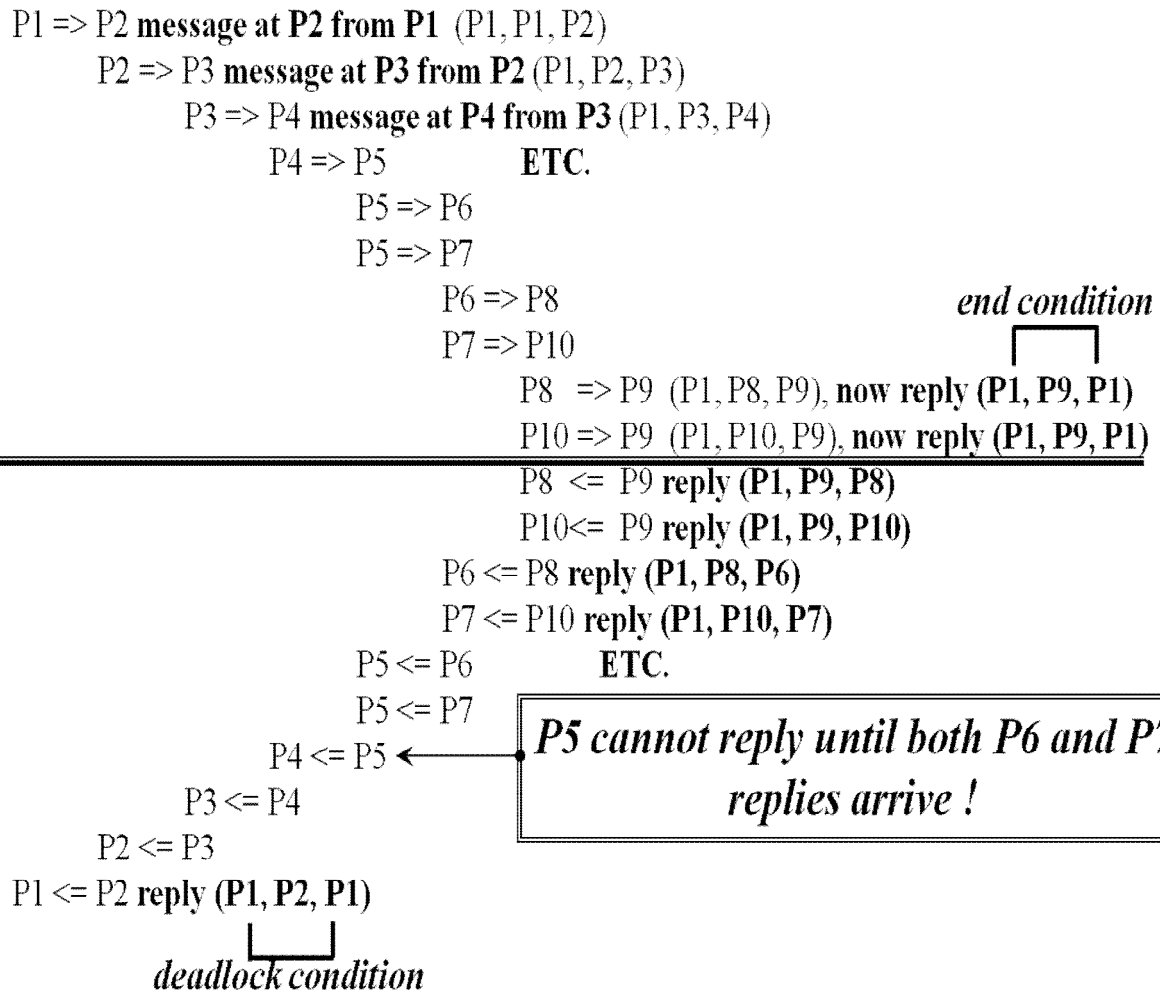 P1 => P2 message at P2 from P1 (P1, P1, P2)
P2 => P3 message at P3 from P2 (P1, P2, P3)
P3 => P4 message at P4 from P3 (P1, P3, P4)
P4 => P5 ETC.
P5 => P6
P5 => P7
P6 => P8
end condition
P7 => P10
P8 => P9 (P1, P8, P9), now reply (P1, P9, P1)
P10 => P9 (P1, P10, P9), now reply (P1, P9, P1)
P8 <= P9 reply (P1, P9, P8)
P10<= P9 reply (P1, P9, P10)
P6 <= P8 reply (P1, P8, P6)
P7 <= P10 reply (P1, P10, P7)
P5 <= P6 ETC.
P5 <= P7
P4 <= P5
P5 cannot reply until both P6 and
replies arrive !
P3 <= P4
P2 <= P3
P1 <= P2 reply (P1, P2, P1)
deadlock condition